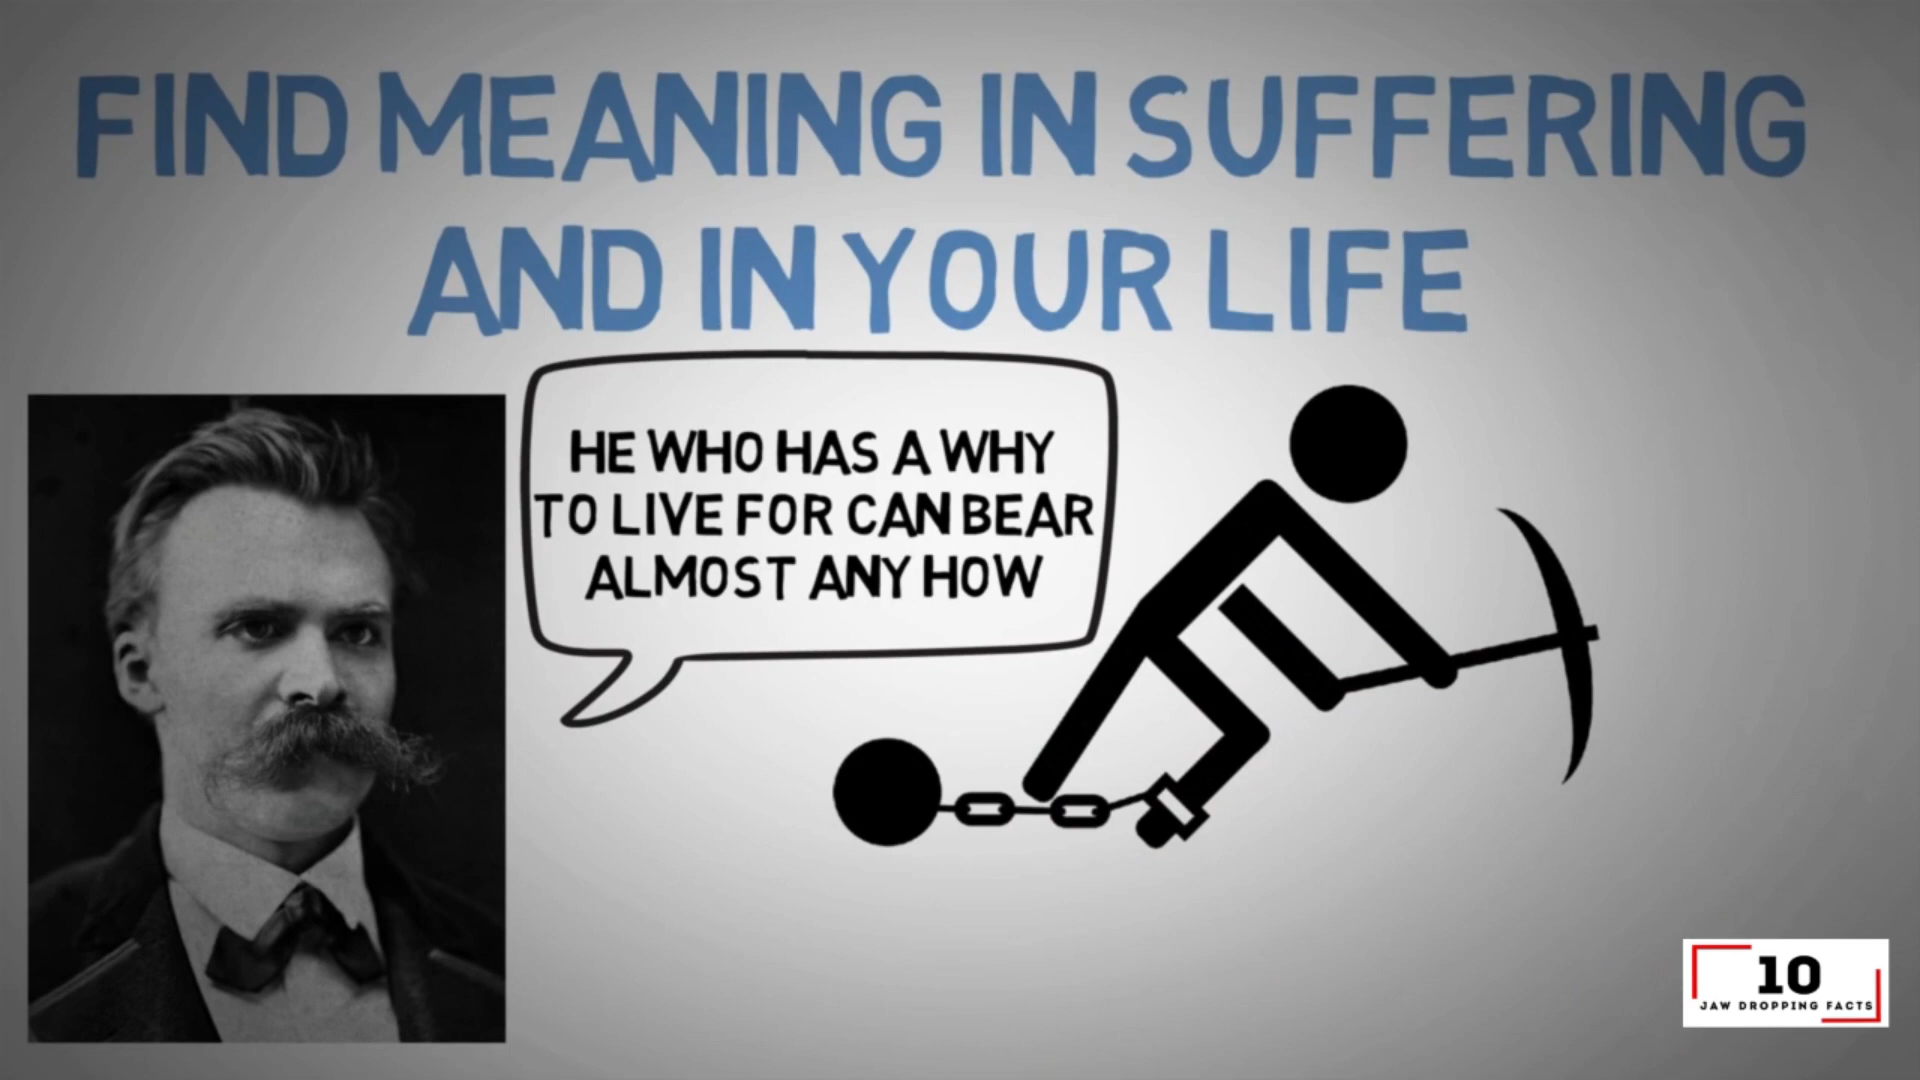 FIND MEANING IN SUFFERING
AND IN YOUR LIFE
HE WHO HAS A WHY
TO LIVE FOR CAN BEAR
ALMOST ANY HOW
10
JAW DROPPING FACTS